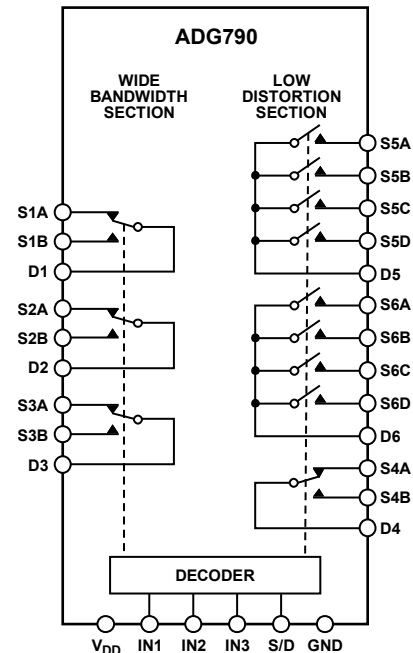 ADG790
WIDE
BANDWIDTH
SECTION
LOW
DISTORTION
SECTION
S1A
S1B
D1
S2A
S2B
D2
S3A
S3B
D3
S5A
S5B
S5C
S5D
D5
S6A
S6B
S6C
S6D
D6
S4A
S4B
D4
DECODER
VDD IN1 IN2 IN3 S/D GND